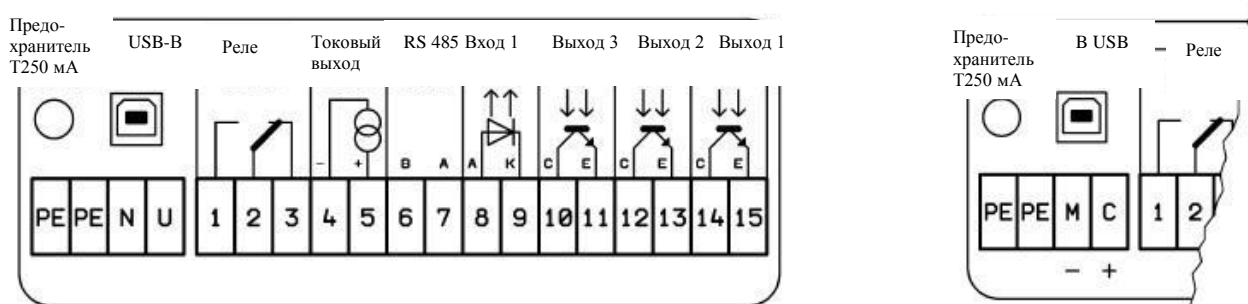 Предо-
хранитель
Т250 мА
USB-B
Реле
Токовый
выход
RS 485
Вход 1
Выход 3
Выход 2
Выход 1
- + B A A K C E C E C E
PE PE N U 1 2 3 4 5 6 7 8 9 10 11 12 13 14 15
Предо-
хранитель
Т250 мА
В USB
Реле
PE PE M C 1 2
- +